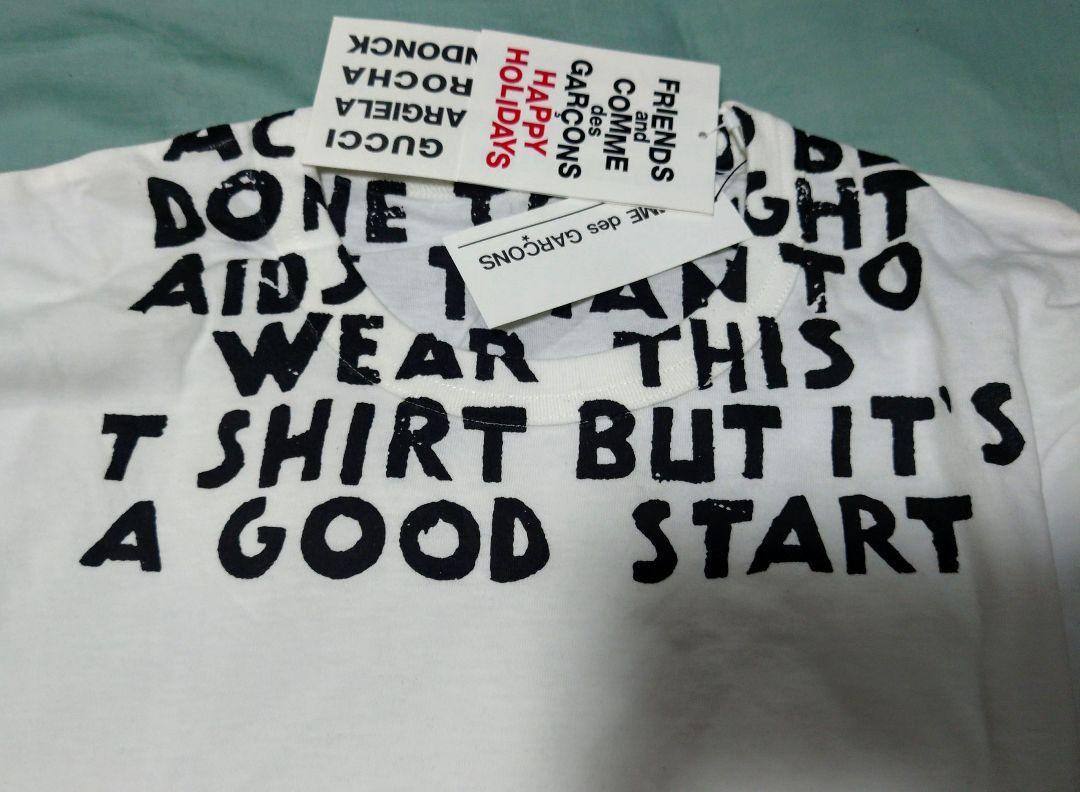 NDONCK
ROCHA
ARGIELA
GUCCI
FRIENDS
and
COMME
des
GARÇONS
HAPPY
HOLIDAYS
des GARÇONS
DONE
AIDS TO
WEAR THIS
T SHIRT BUT IT'S
A GOOD START